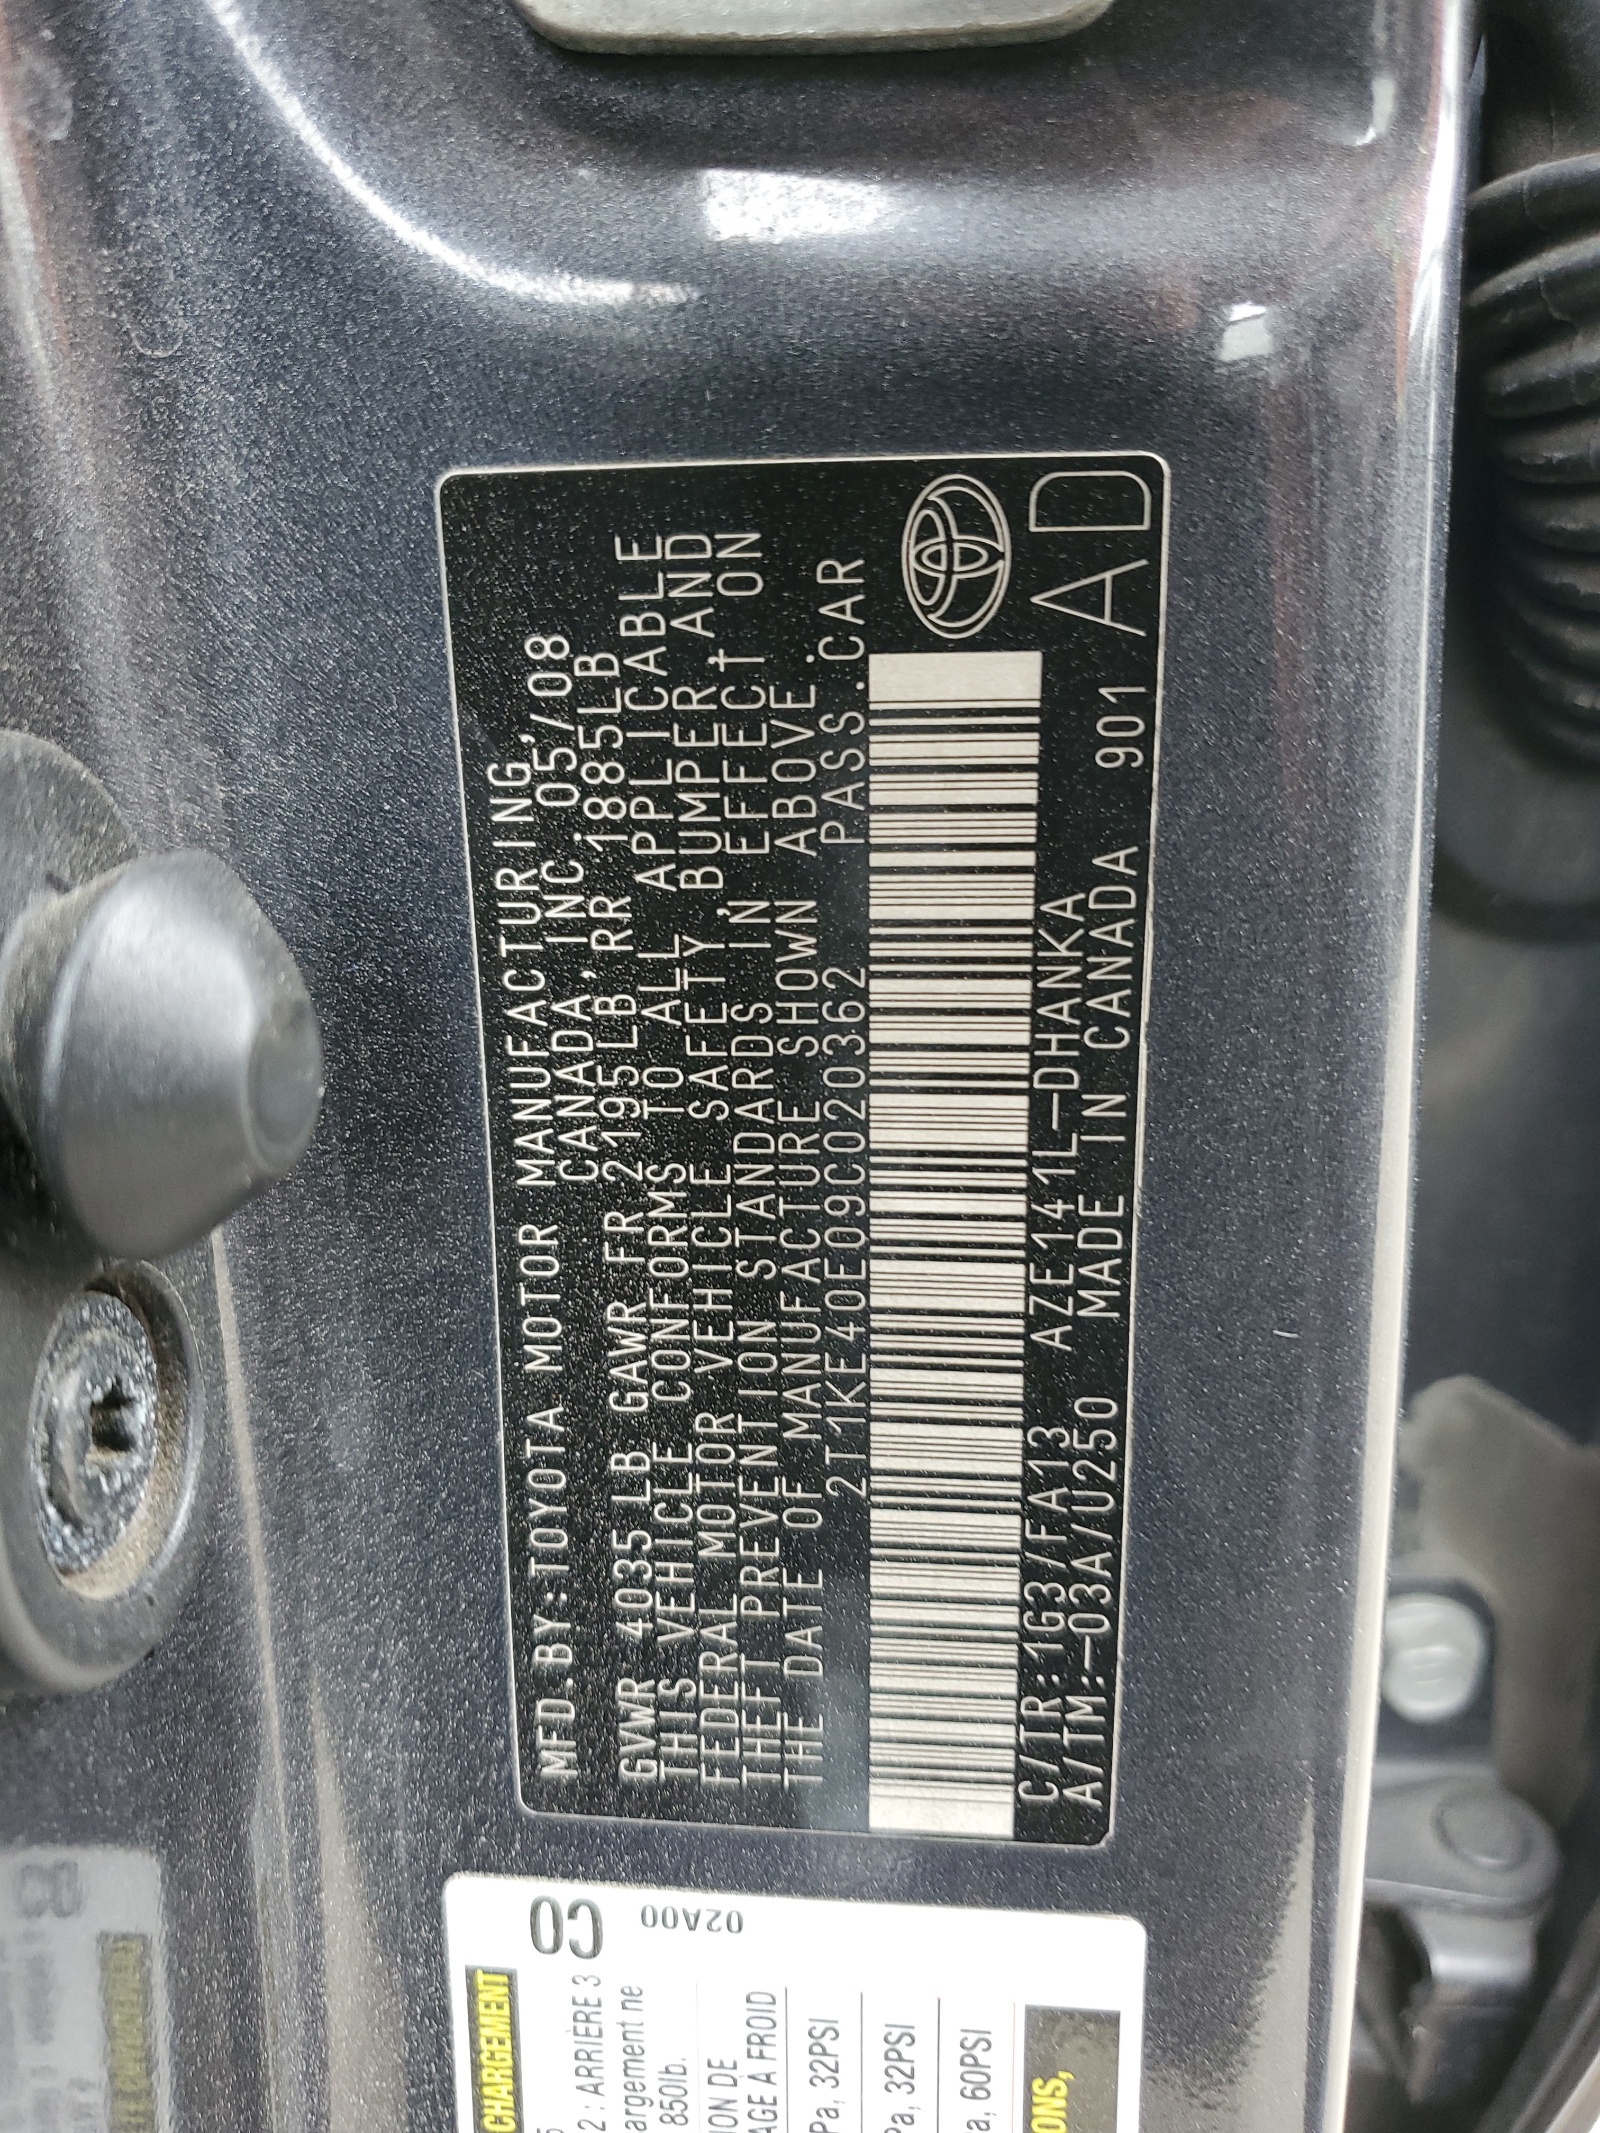 MFD.BY:TOYOTA MOTOR MANUFACTURING,
CANADA,INC.05/08
GVWR 4035LB GAWR FR 2195LB,RR 1885LB
THIS VEHICLE CONFORMS TO ALL APPLICABLE
FEDERAL MOTOR VEHICLE SAFETY, BUMPER, AND
THEFT PREVENTION STANDARDS IN EFFECT ON
THE DATE OF MANUFACTURE SHOWN ABOVE.
2T1KE40E09C020362 PASS.CAR
C/TR:1G3/FA13 AZE141L-DHANKA
A/TM:-03A/U250 MADE IN CANADA 901 AD
CHARGEMENT
2 : ARRIÈRE 3
argement ne
850lb.
ION DE
AGE À FROID
Pa, 32PSI
Pa, 32PSI
a, 60PSI
ONS,
02A00